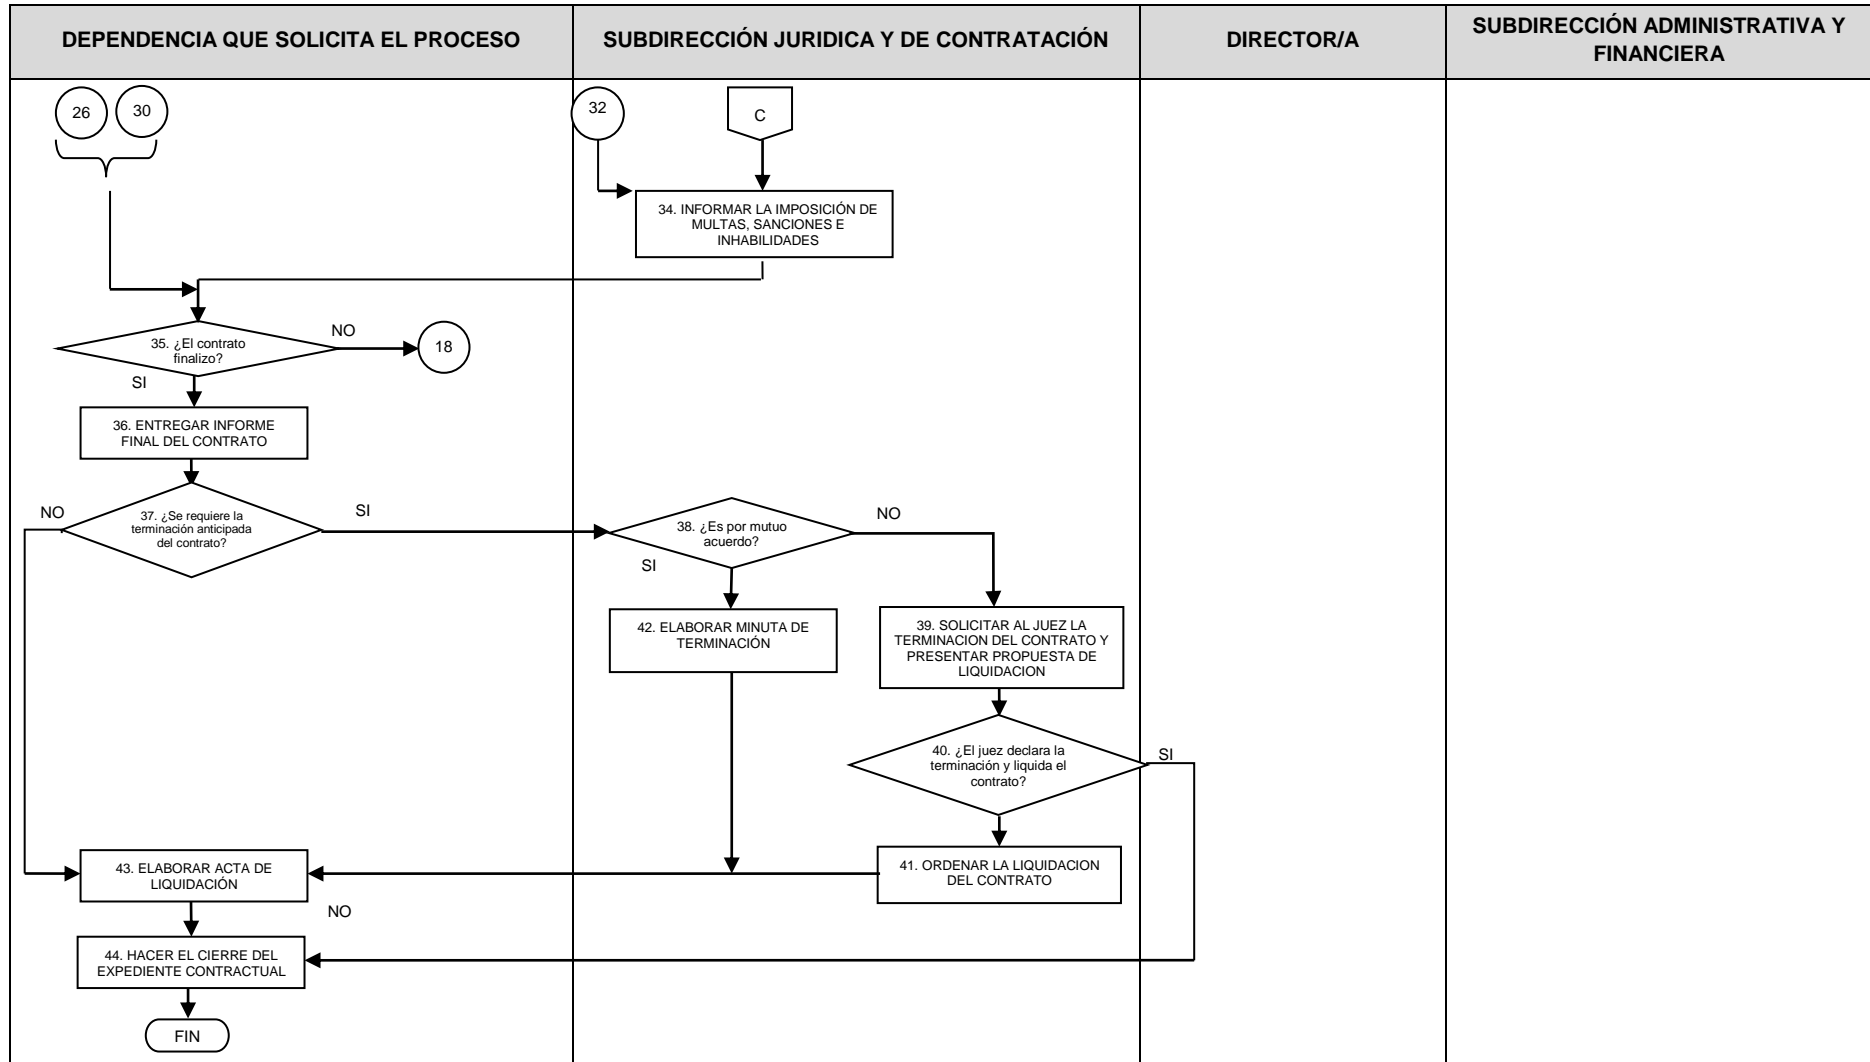 DEPENDENCIA QUE SOLICITA EL PROCESO
SUBDIRECCIÓN JURIDICA Y DE CONTRATACIÓN
DIRECTOR/A
SUBDIRECCIÓN ADMINISTRATIVA Y
FINANCIERA
26
30
32
C
34. INFORMAR LA IMPOSICIÓN DE
MULTAS, SANCIONES E
INHABILIDADES
35. ¿El contrato
finalizo?
NO
18
SI
36. ENTREGAR INFORME
FINAL DEL CONTRATO
NO
37. ¿Se requiere la
terminación anticipada
del contrato?
SI
38. ¿Es por mutuo
acuerdo?
NO
SI
42. ELABORAR MINUTA DE
TERMINACIÓN
39. SOLICITAR AL JUEZ LA
TERMINACION DEL CONTRATO Y
PRESENTAR PROPUESTA DE
LIQUIDACION
40. ¿El juez declara la
terminación y liquida el
contrato?
SI
43. ELABORAR ACTA DE
LIQUIDACIÓN
41. ORDENAR LA LIQUIDACION
DEL CONTRATO
NO
44. HACER EL CIERRE DEL
EXPEDIENTE CONTRACTUAL
FIN